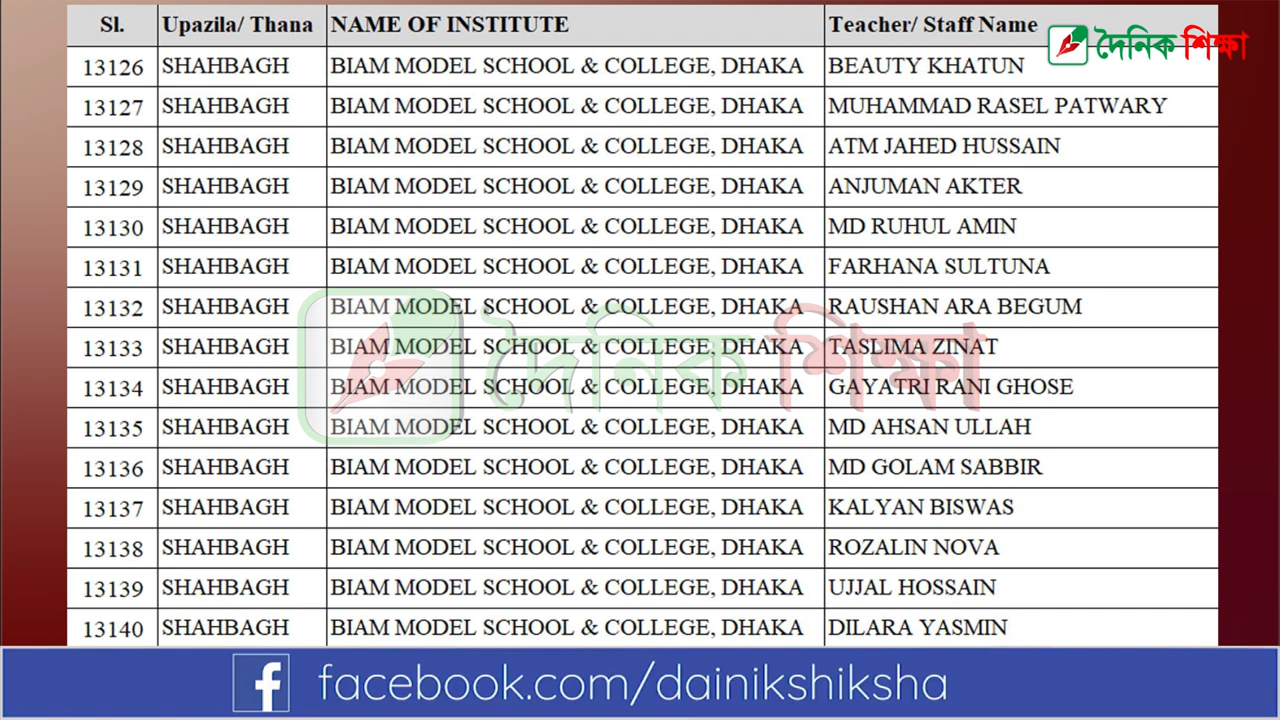 Sl. Upazila/ Thana NAME OF INSTITUTE Teacher/ Staff Name
দৈনিক শিক্ষা
13126 SHAHBAGH BIAM MODEL SCHOOL & COLLEGE, DHAKA BEAUTY KHATUN
13127 SHAHBAGH BIAM MODEL SCHOOL & COLLEGE, DHAKA MUHAMMAD RASEL PATWARY
13128 SHAHBAGH BIAM MODEL SCHOOL & COLLEGE, DHAKA ATM JAHED HUSSAIN
13129 SHAHBAGH BIAM MODEL SCHOOL & COLLEGE, DHAKA ANJUMAN AKTER
13130 SHAHBAGH BIAM MODEL SCHOOL & COLLEGE, DHAKA MD RUHUL AMIN
13131 SHAHBAGH BIAM MODEL SCHOOL & COLLEGE, DHAKA FARHANA SULTUNA
13132 SHAHBAGH BIAM MODEL SCHOOL & COLLEGE, DHAKA RAUSHAN ARA BEGUM
13133 SHAHBAGH BIAM MODEL SCHOOL & COLLEGE, DHAKA TASLIMA ZINAT
দৈনিক শিক্ষা
13134 SHAHBAGH BIAM MODEL SCHOOL & COLLEGE, DHAKA GAYATRI RANI GHOSE
13135 SHAHBAGH BIAM MODEL SCHOOL & COLLEGE, DHAKA MD AHSAN ULLAH
13136 SHAHBAGH BIAM MODEL SCHOOL & COLLEGE, DHAKA MD GOLAM SABBIR
13137 SHAHBAGH BIAM MODEL SCHOOL & COLLEGE, DHAKA KALYAN BISWAS
13138 SHAHBAGH BIAM MODEL SCHOOL & COLLEGE, DHAKA ROZALIN NOVA
13139 SHAHBAGH BIAM MODEL SCHOOL & COLLEGE, DHAKA UJJAL HOSSAIN
13140 SHAHBAGH BIAM MODEL SCHOOL & COLLEGE, DHAKA DILARA YASMIN
facebook.com/dainikshiksha